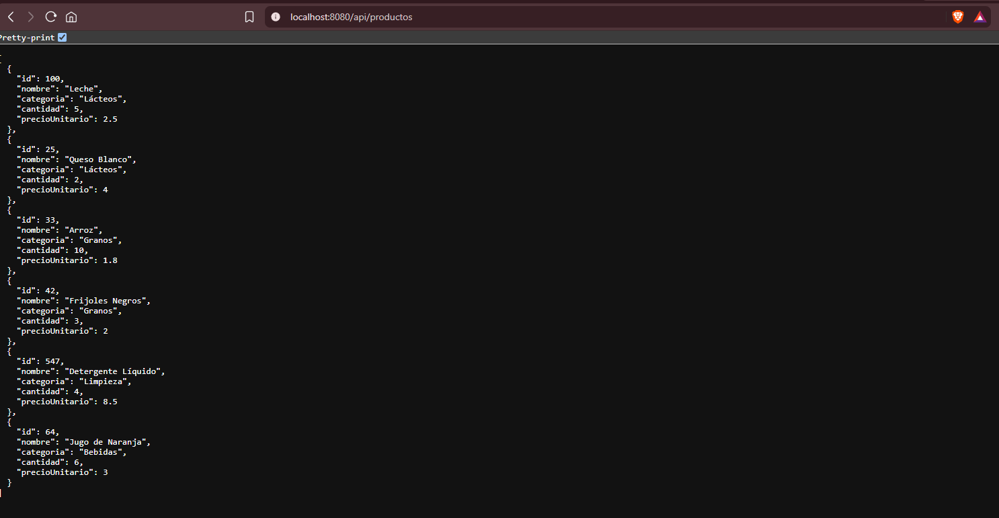 localhost:8080/api/productos
Pretty-print
[
  {
    "id": 100,
    "nombre": "Leche",
    "categoria": "Lácteos",
    "cantidad": 5,
    "precioUnitario": 2.5
  },
  {
    "id": 25,
    "nombre": "Queso Blanco",
    "categoria": "Lácteos",
    "cantidad": 2,
    "precioUnitario": 4
  },
  {
    "id": 33,
    "nombre": "Arroz",
    "categoria": "Granos",
    "cantidad": 10,
    "precioUnitario": 1.8
  },
  {
    "id": 42,
    "nombre": "Frijoles Negros",
    "categoria": "Granos",
    "cantidad": 3,
    "precioUnitario": 2
  },
  {
    "id": 547,
    "nombre": "Detergente Líquido",
    "categoria": "Limpieza",
    "cantidad": 4,
    "precioUnitario": 8.5
  },
  {
    "id": 64,
    "nombre": "Jugo de Naranja",
    "categoria": "Bebidas",
    "cantidad": 6,
    "precioUnitario": 3
  }
]